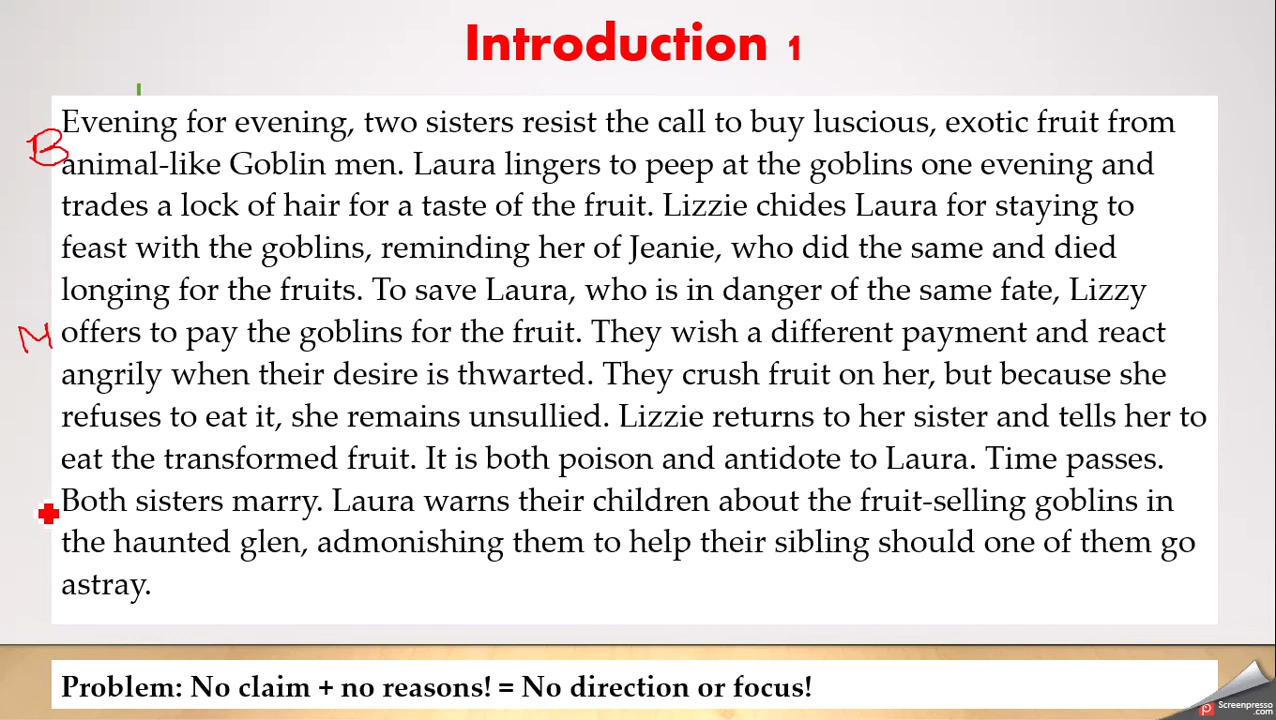 Introduction 1
Evening for evening, two sisters resist the call to buy luscious, exotic fruit from
B
animal-like Goblin men. Laura lingers to peep at the goblins one evening and
trades a lock of hair for a taste of the fruit. Lizzie chides Laura for staying to
feast with the goblins, reminding her of Jeanie, who did the same and died
longing for the fruits. To save Laura, who is in danger of the same fate, Lizzy
M
offers to pay the goblins for the fruit. They wish a different payment and react
angrily when their desire is thwarted. They crush fruit on her, but because she
refuses to eat it, she remains unsullied. Lizzie returns to her sister and tells her to
eat the transformed fruit. It is both poison and antidote to Laura. Time passes.
Both sisters marry. Laura warns their children about the fruit-selling goblins in
the haunted glen, admonishing them to help their sibling should one of them go
astray.
Problem: No claim + no reasons! = No direction or focus!
Screenpresso
.com